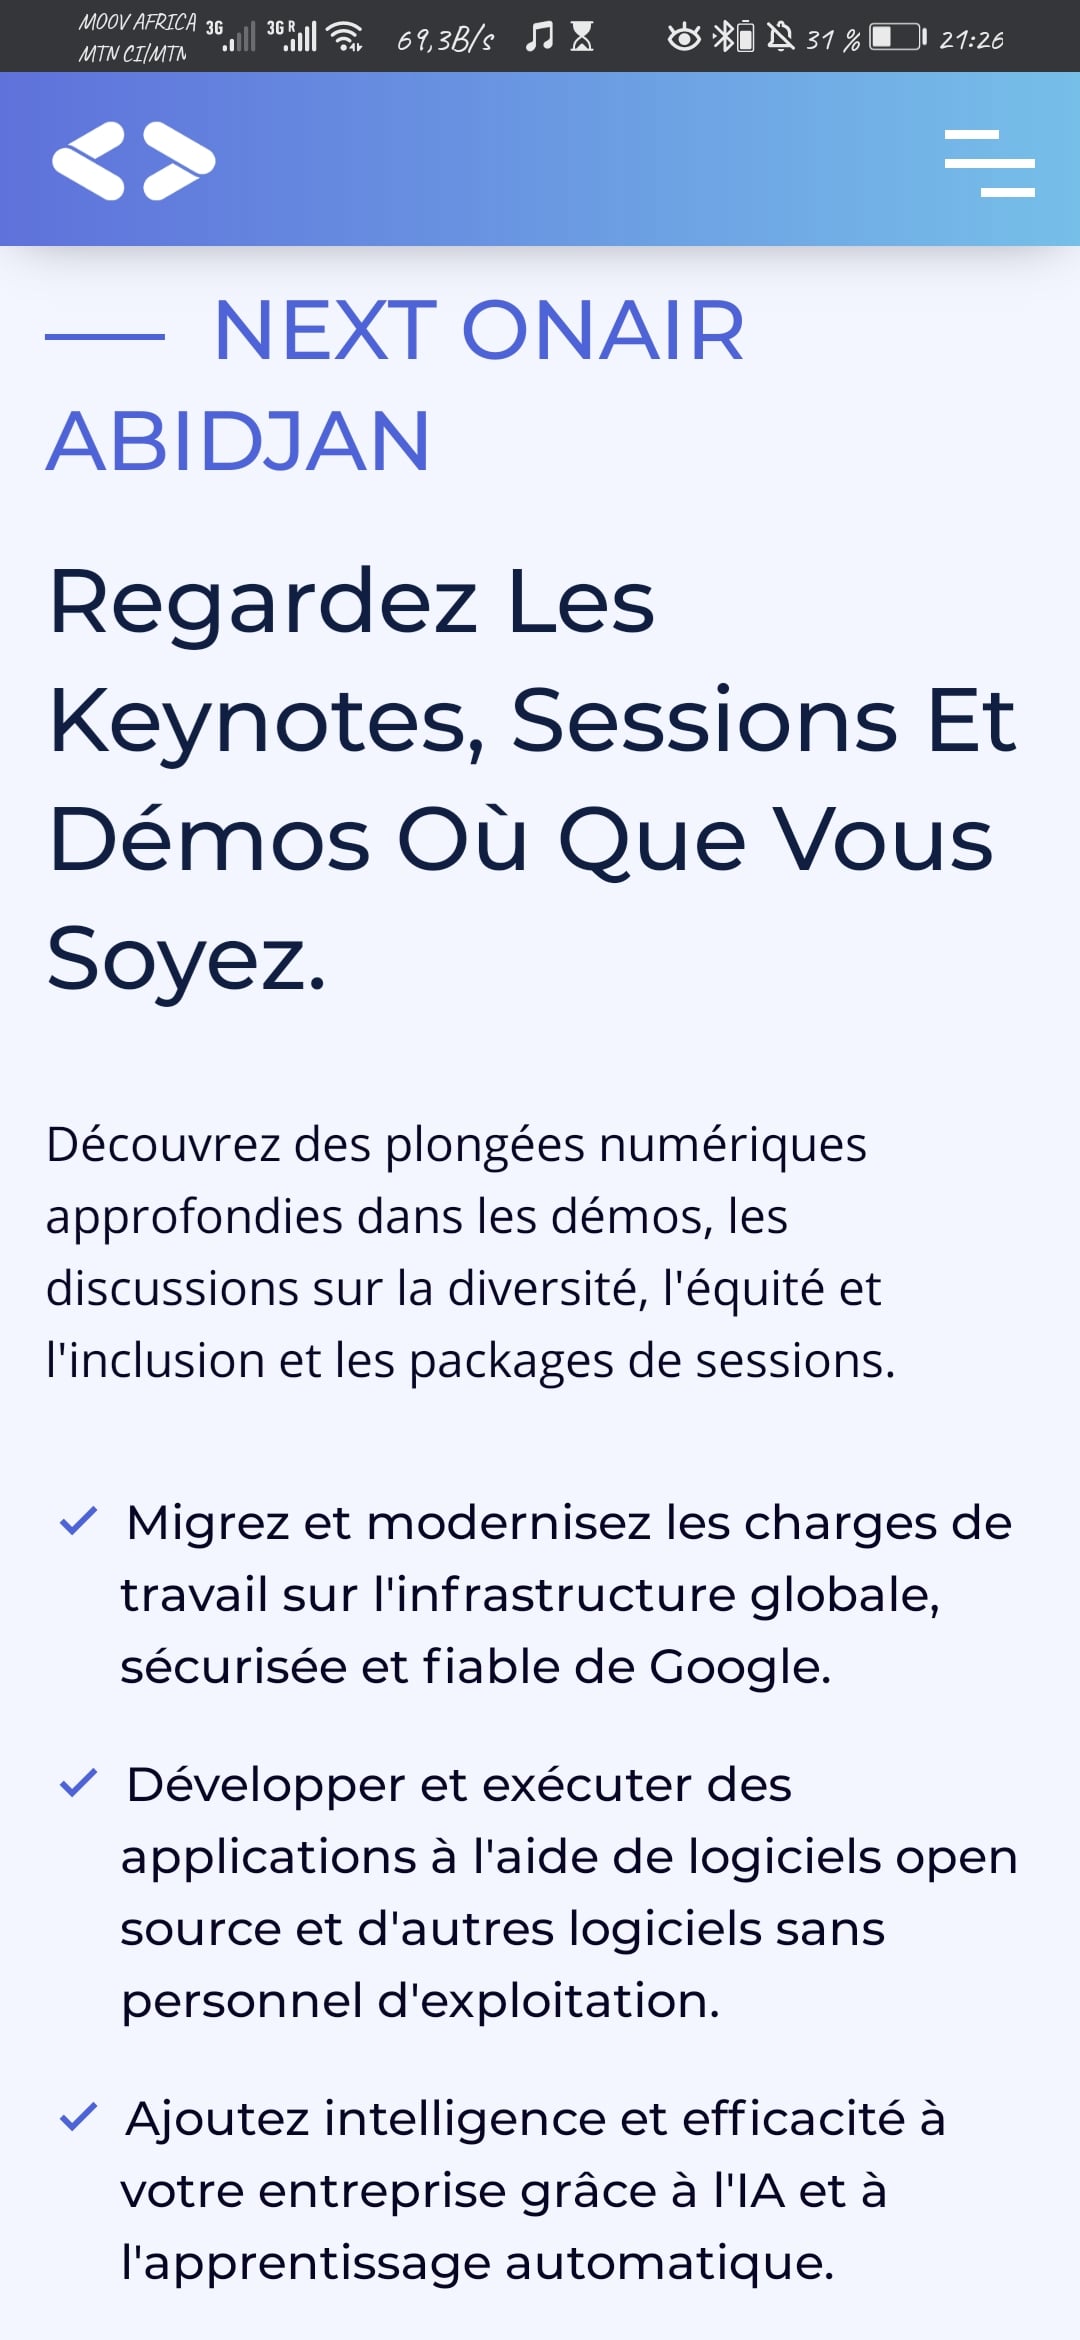 MOOV AFRICA 3G 3G R 69,3B/s 31 % 21:26
MTN CI/MTN
NEXT ONAIR
ABIDJAN
Regardez Les
Keynotes, Sessions Et
Démos Où Que Vous
Soyez.
Découvrez des plongées numériques
approfondies dans les démos, les
discussions sur la diversité, l'équité et
l'inclusion et les packages de sessions.
Migrez et modernisez les charges de
travail sur l'infrastructure globale,
sécurisée et fiable de Google.
Développer et exécuter des
applications à l'aide de logiciels open
source et d'autres logiciels sans
personnel d'exploitation.
Ajoutez intelligence et efficacité à
votre entreprise grâce à l'IA et à
l'apprentissage automatique.